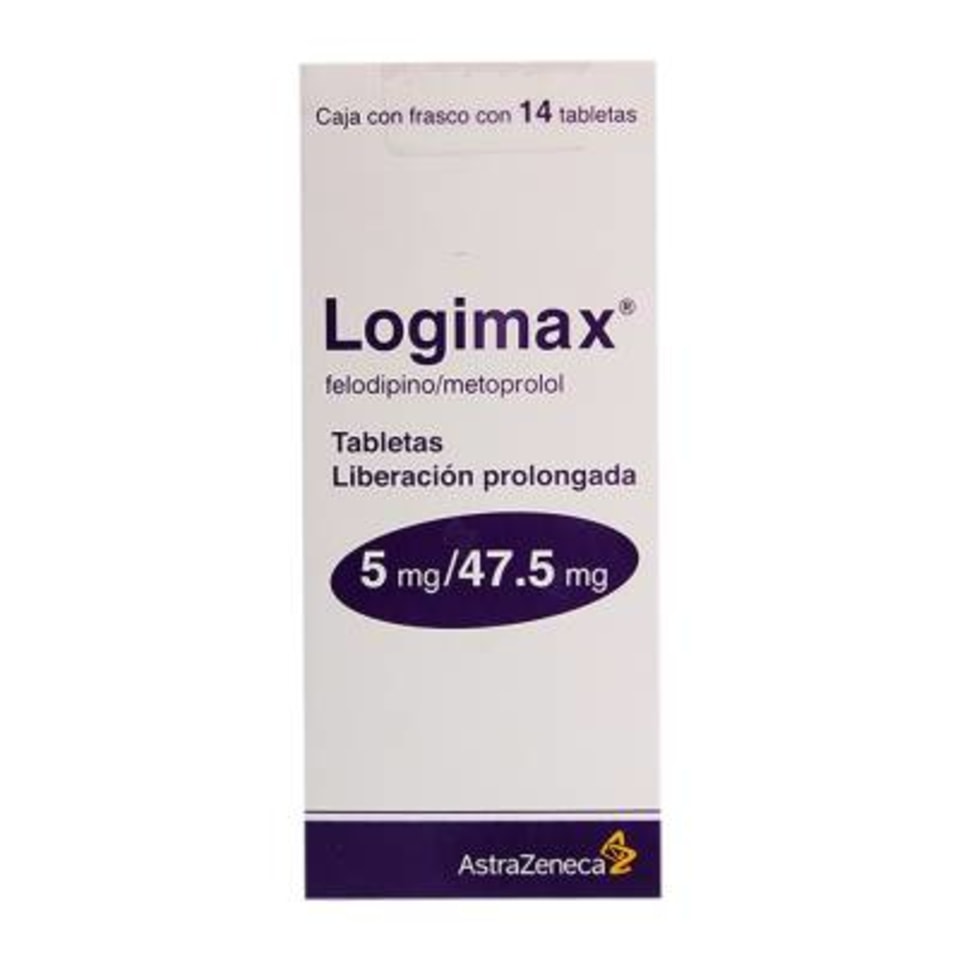 Caja con frasco con 14 tabletas
Logimax®
felodipino/metoprolol
Tabletas
Liberación prolongada
5 mg/47.5 mg
AstraZeneca